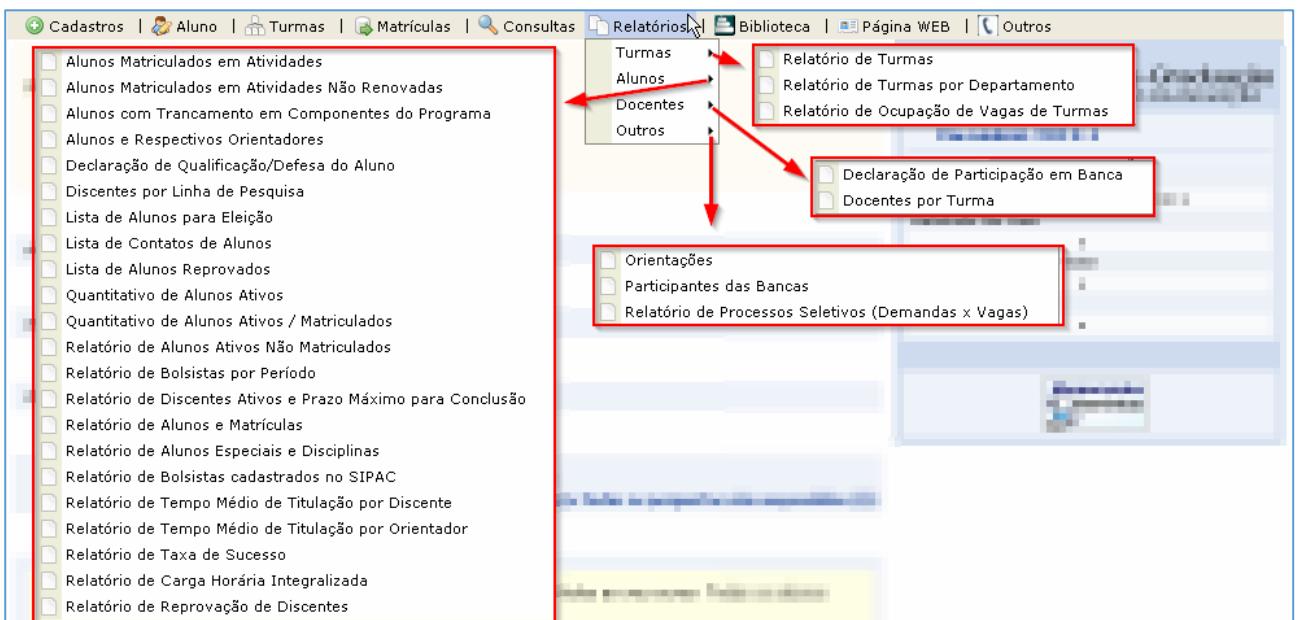 Cadastros | Aluno | Turmas | Matrículas | Consultas Relatórios | Biblioteca | Página WEB | Outros
Turmas
Alunos
Docentes
Outros
Relatório de Turmas
Relatório de Turmas por Departamento
Relatório de Ocupação de Vagas de Turmas
Declaração de Participação em Banca
Docentes por Turma
Orientações
Participantes das Bancas
Relatório de Processos Seletivos (Demandas x Vagas)
Alunos Matriculados em Atividades
Alunos Matriculados em Atividades Não Renovadas
Alunos com Trancamento em Componentes do Programa
Alunos e Respectivos Orientadores
Declaração de Qualificação/Defesa do Aluno
Discentes por Linha de Pesquisa
Lista de Alunos para Eleição
Lista de Contatos de Alunos
Lista de Alunos Reprovados
Quantitativo de Alunos Ativos
Quantitativo de Alunos Ativos / Matriculados
Relatório de Alunos Ativos Não Matriculados
Relatório de Bolsistas por Período
Relatório de Discentes Ativos e Prazo Máximo para Conclusão
Relatório de Alunos e Matrículas
Relatório de Alunos Especiais e Disciplinas
Relatório de Bolsistas cadastrados no SIPAC
Relatório de Tempo Médio de Titulação por Discente
Relatório de Tempo Médio de Titulação por Orientador
Relatório de Taxa de Sucesso
Relatório de Carga Horária Integralizada
Relatório de Reprovação de Discentes